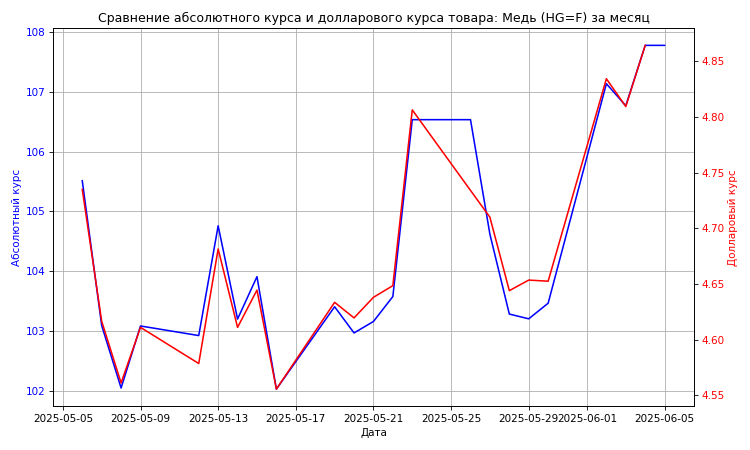 Сравнение абсолютного курса и долларового курса товара: Медь (HG=F) за месяц
Абсолютный курс
108
107
106
105
104
103
102
4.85
4.80
4.75
4.70
4.65
4.60
4.55
Долларовый курс
2025-05-05 2025-05-09 2025-05-13 2025-05-17 2025-05-21 2025-05-25 2025-05-29 2025-06-01 2025-06-05
Дата